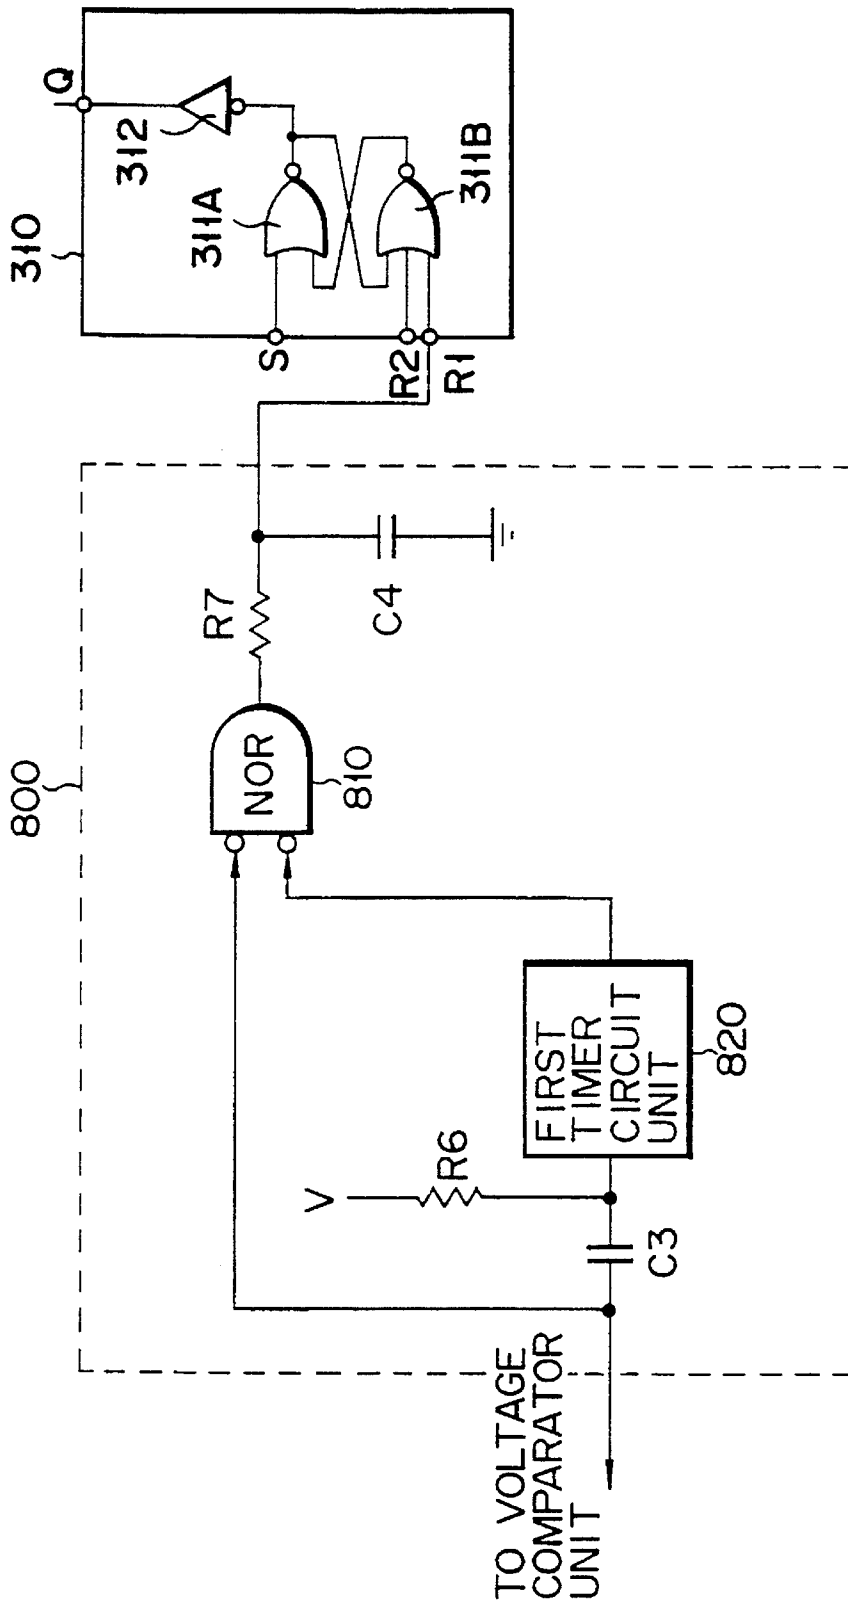 800
310
Q
312
311A
311B
S
R2
R1
R7
C4
NOR
810
V
R6
C3
FIRST
TIMER
CIRCUIT
UNIT
820
TO VOLTAGE
COMPARATOR
UNIT